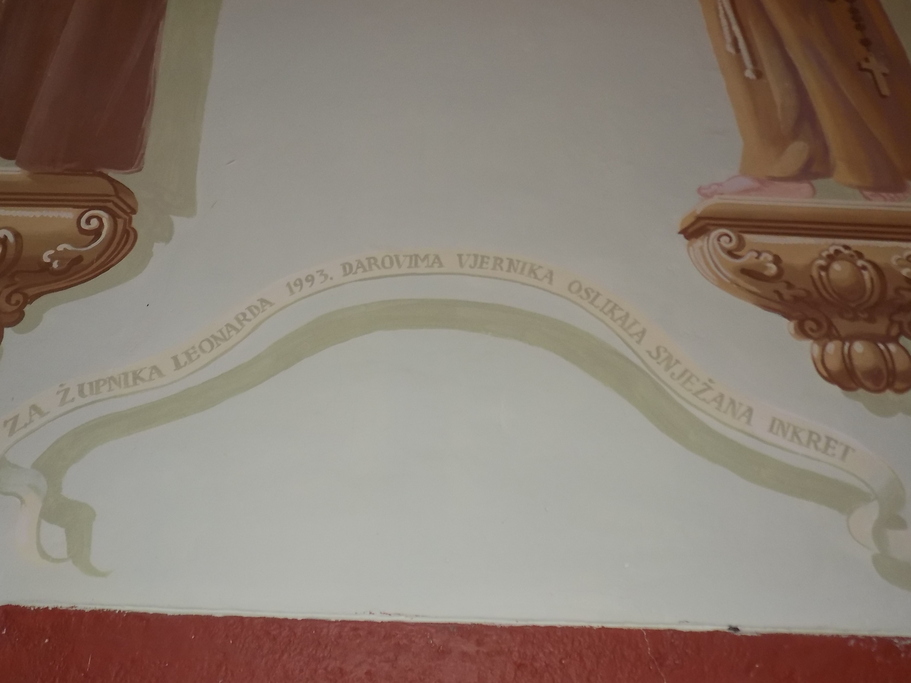 ZA ŽUPNIKA LEONARDA 1993. DAROVIMA VJERNIKA OSLIKALA SNJEŽANA INKRET